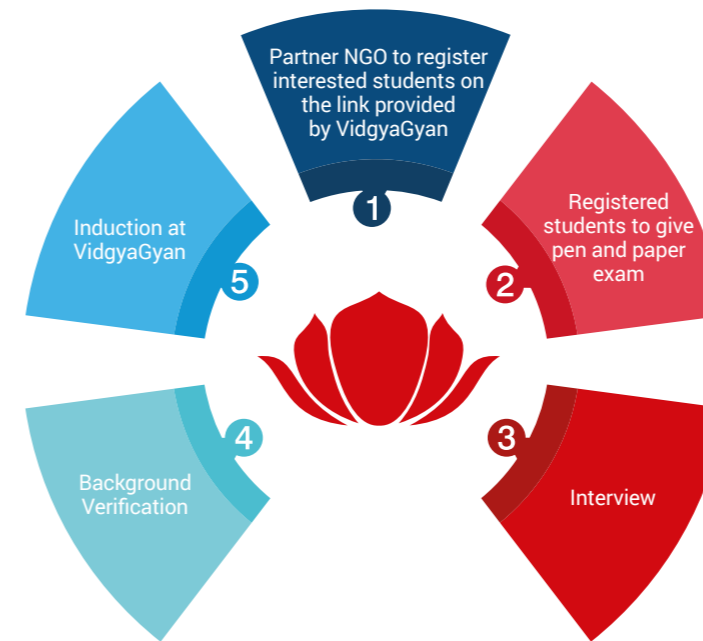 Partner NGO to register
interested students on
the link provided
by VidgyaGyan
1
Registered
students to give
pen and paper
exam
2
3
Interview
4
Background
Verification
5
Induction at
VidgyaGyan